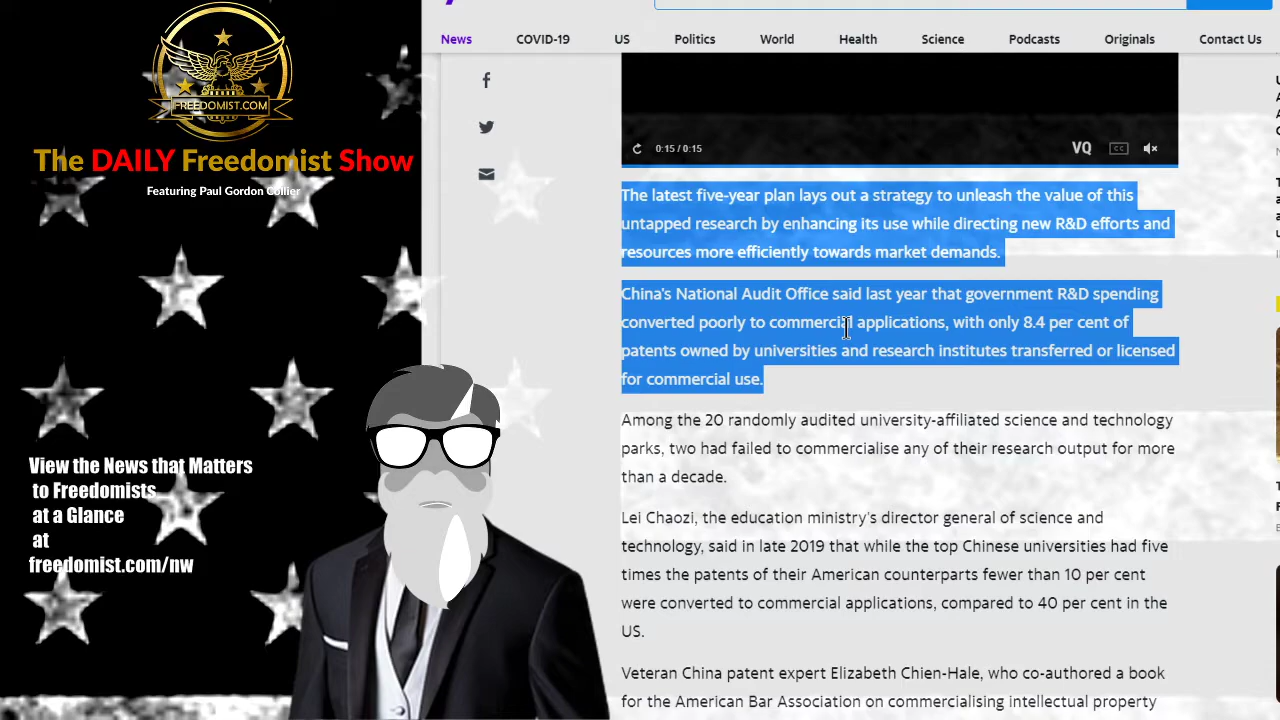 News COVID-19 US Politics World Health Science Podcasts Originals Contact Us
FREEDOMIST.COM
The DAILY Freedomist Show
Featuring Paul Gordon Collier
0:15 / 0:15
VQ
CC
The latest five-year plan lays out a strategy to unleash the value of this
untapped research by enhancing its use while directing new R&D efforts and
resources more efficiently towards market demands.
China's National Audit Office said last year that government R&D spending
converted poorly to commercial applications, with only 8.4 per cent of
patents owned by universities and research institutes transferred or licensed
for commercial use.
Among the 20 randomly audited university-affiliated science and technology
parks, two had failed to commercialise any of their research output for more
than a decade.
Lei Chaozi, the education ministry's director general of science and
technology, said in late 2019 that while the top Chinese universities had five
times the patents of their American counterparts fewer than 10 per cent
were converted to commercial applications, compared to 40 per cent in the
US.
Veteran China patent expert Elizabeth Chien-Hale, who co-authored a book
for the American Bar Association on commercialising intellectual property
View the News that Matters
to Freedomists
at a Glance
at
freedomist.com/nw